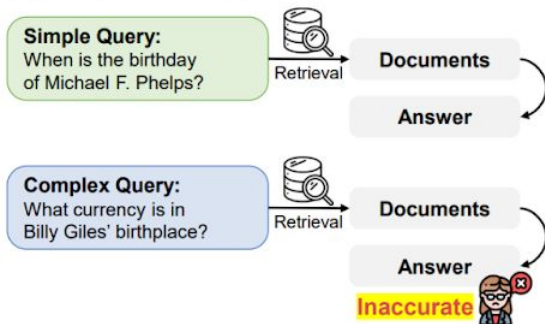 Simple Query:
When is the birthday
of Michael F. Phelps?
Retrieval
Documents
Answer
Complex Query:
What currency is in
Billy Giles’ birthplace?
Retrieval
Documents
Answer
Inaccurate